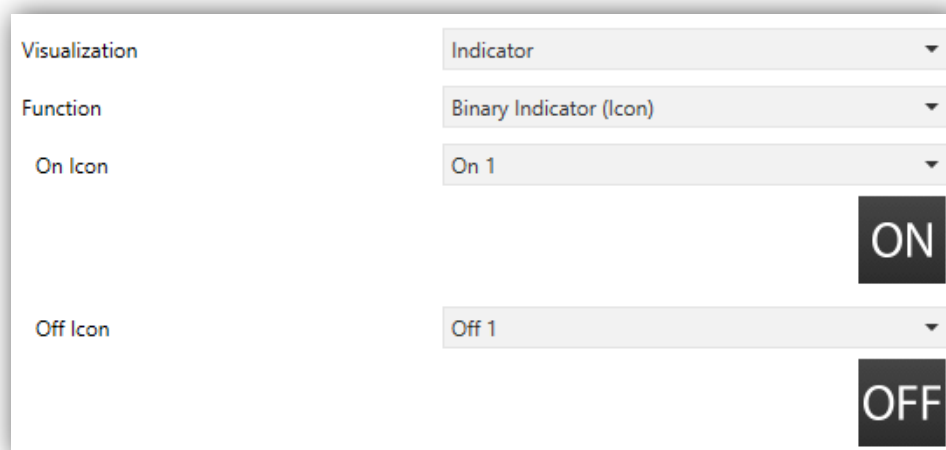 Visualization Indicator
Function Binary Indicator (Icon)
On Icon On 1
ON
Off Icon Off 1
OFF